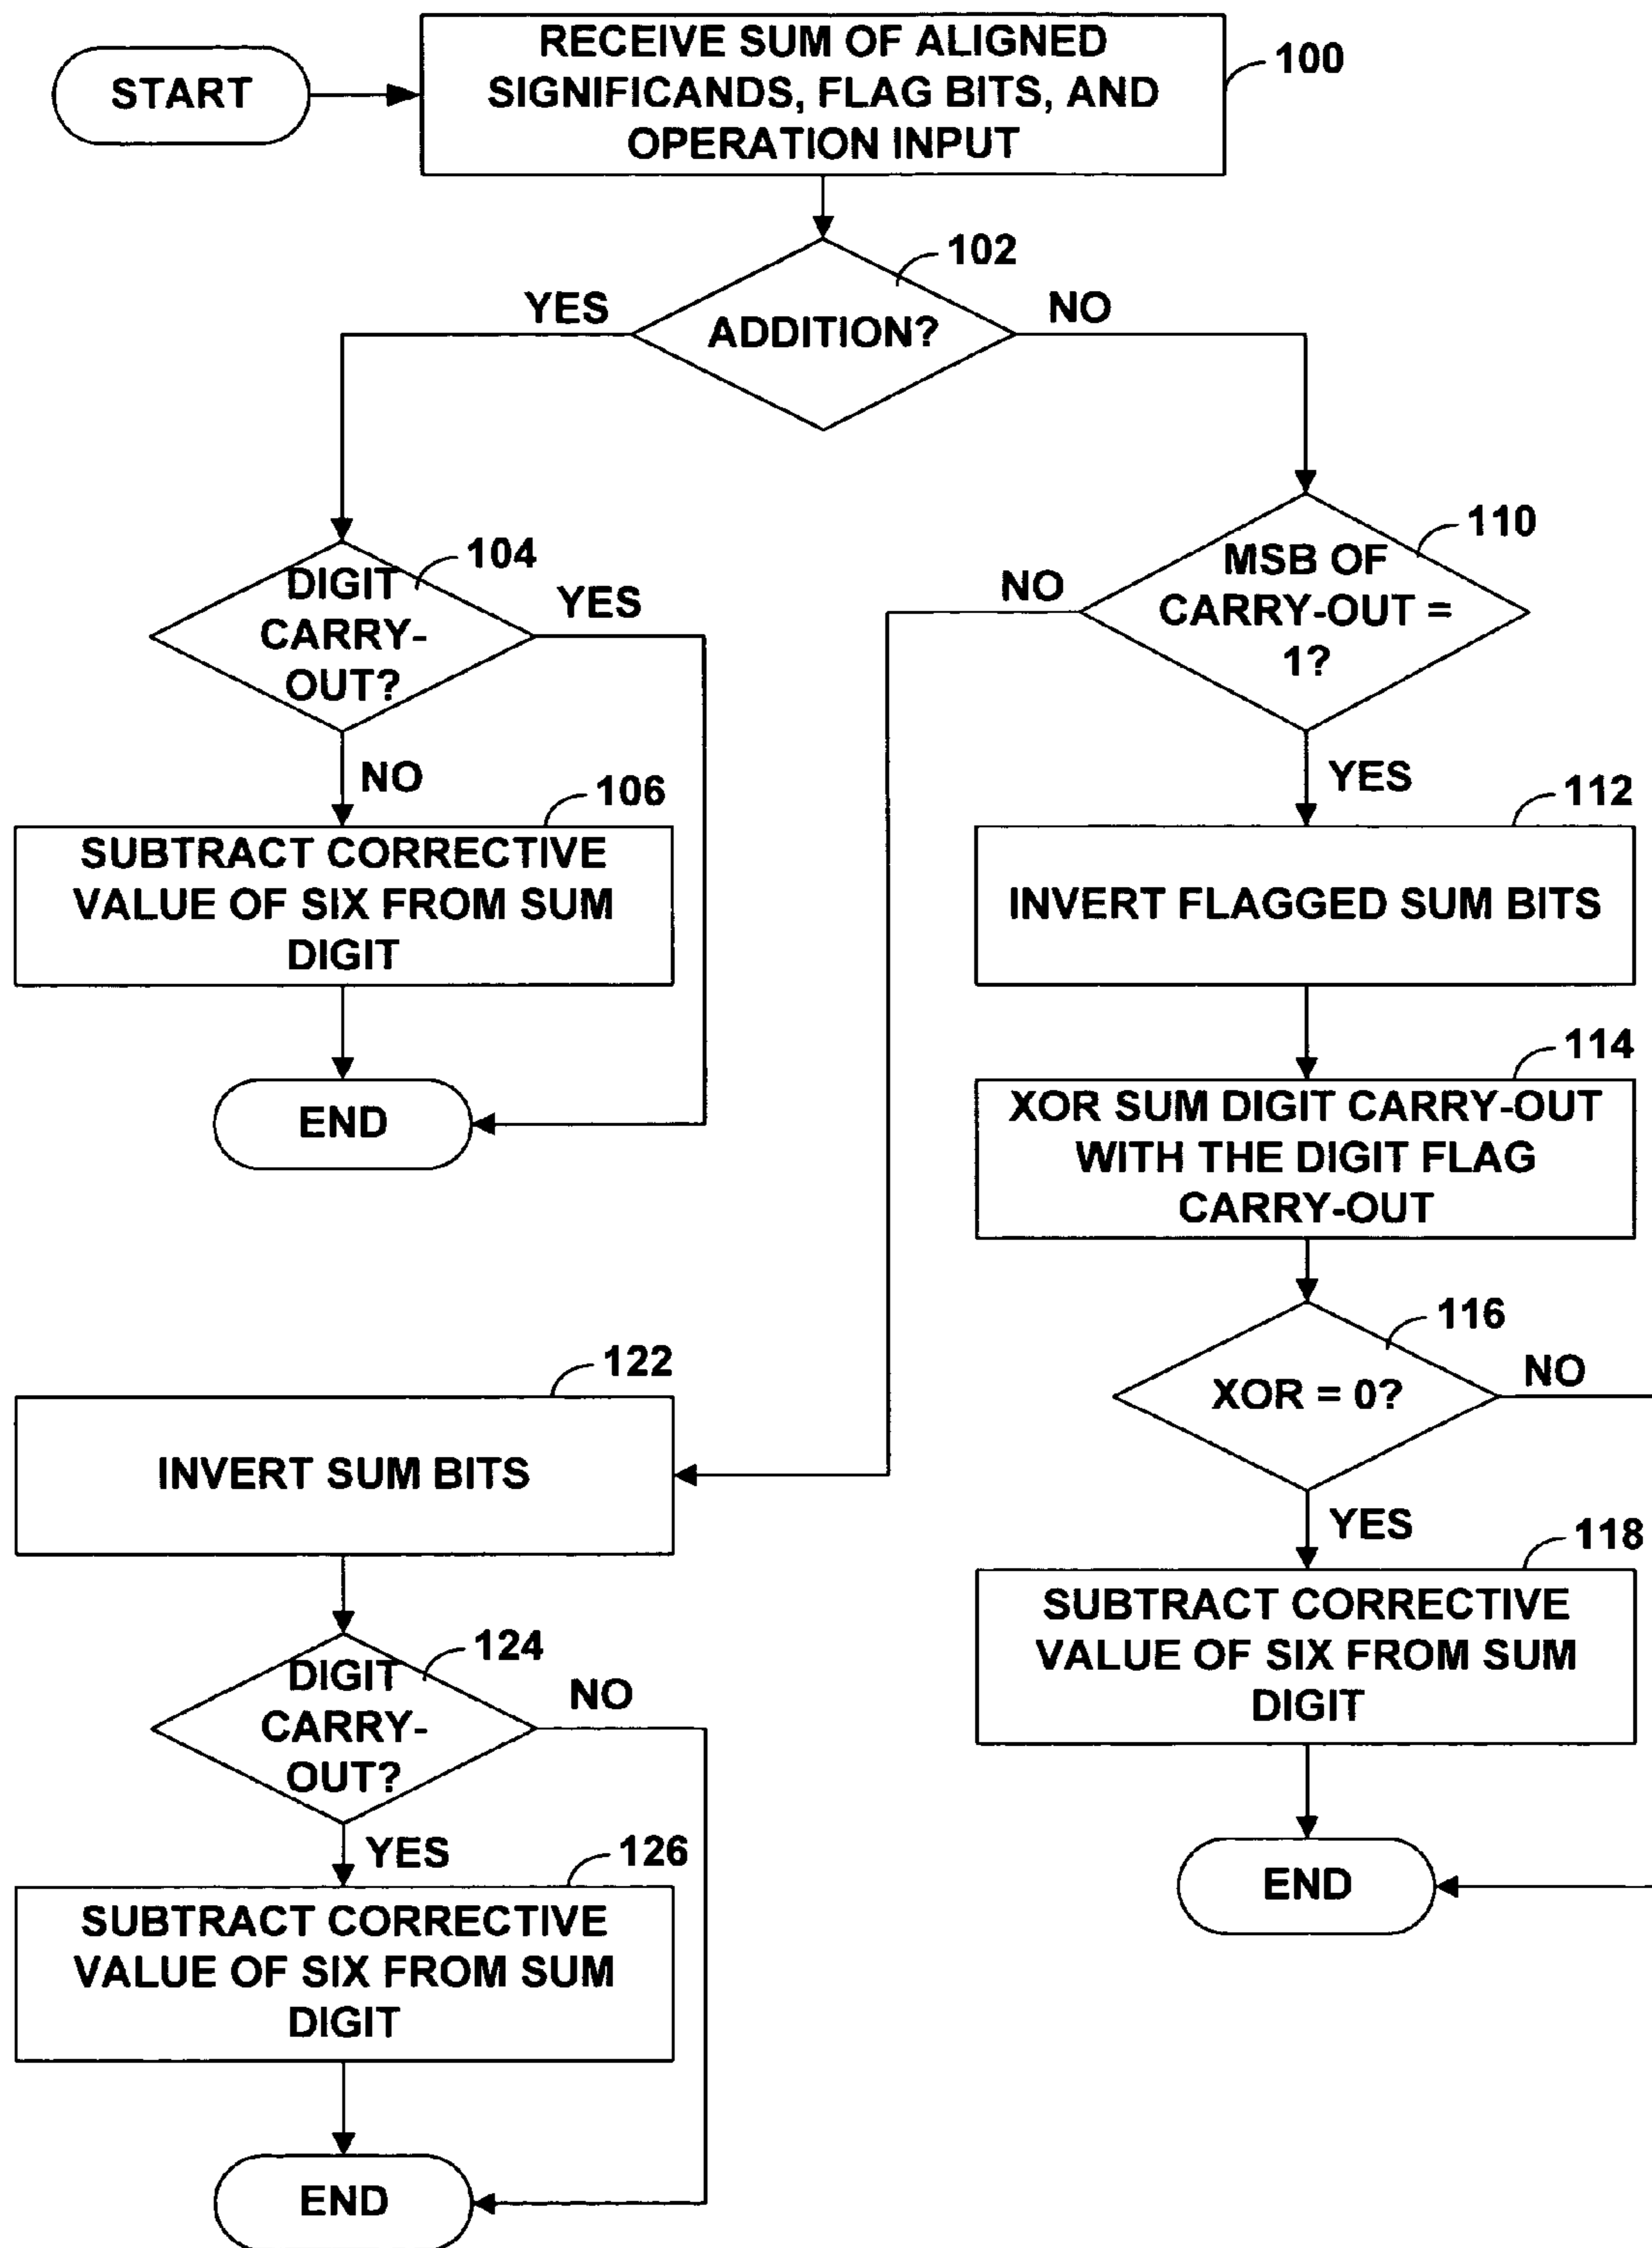 START
RECEIVE SUM OF ALIGNED
SIGNIFICANDS, FLAG BITS, AND
OPERATION INPUT
100
102
ADDITION?
YES
NO
104
DIGIT
CARRY-
OUT?
YES
NO
106
SUBTRACT CORRECTIVE
VALUE OF SIX FROM SUM
DIGIT
END
110
MSB OF
CARRY-OUT =
1?
NO
YES
112
INVERT FLAGGED SUM BITS
114
XOR SUM DIGIT CARRY-OUT
WITH THE DIGIT FLAG
CARRY-OUT
116
XOR = 0?
NO
YES
118
SUBTRACT CORRECTIVE
VALUE OF SIX FROM SUM
DIGIT
END
122
INVERT SUM BITS
124
DIGIT
CARRY-
OUT?
NO
YES
126
SUBTRACT CORRECTIVE
VALUE OF SIX FROM SUM
DIGIT
END